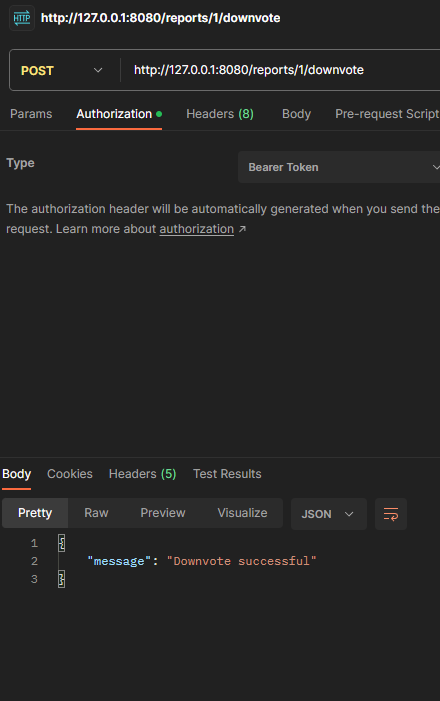 HTTP http://127.0.0.1:8080/reports/1/downvote
POST http://127.0.0.1:8080/reports/1/downvote
Params Authorization Headers (8) Body Pre-request Script
Type Bearer Token
The authorization header will be automatically generated when you send the
request. Learn more about authorization ↗
Body Cookies Headers (5) Test Results
Pretty Raw Preview Visualize JSON
1 {
2 "message": "Downvote successful"
3 }